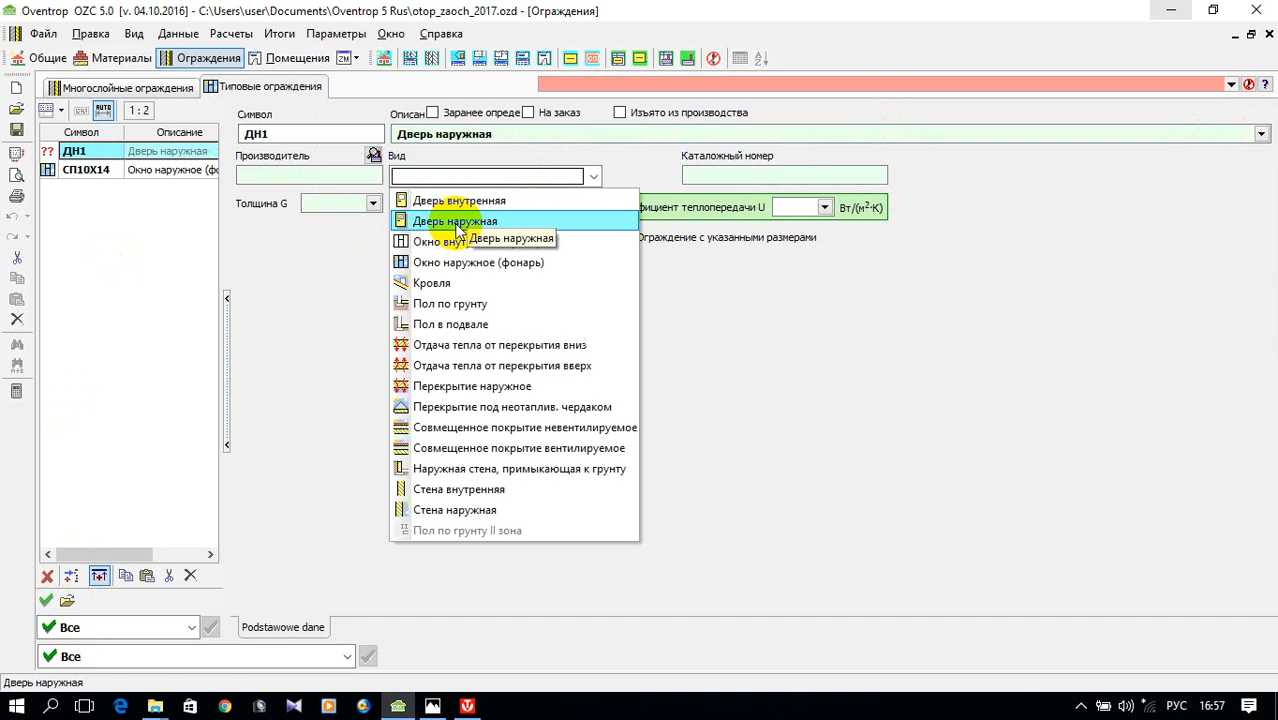 Oventrop OZC 5.0 [v. 04.10.2016] - C:\Users\user\Documents\Oventrop 5 Rus\otop_zaoch_2017.ozd - [Ограждения]
Файл Правка Вид Данные Расчеты Итоги Параметры Окно Справка
Общие Материалы Ограждения Помещения 2м
Многослойные ограждения Типовые ограждения
AUTO 1 : 2
Символ Описан Заранее опреде На заказ Изъято из производства
Символ Описание
ДН1 Дверь наружная
?? ДН1 Дверь наружная
СП10Х14 Окно наружное (фо
Производитель Вид Каталожный номер
Толщина G фициент теплопередачи U Вт/(м²·K)
Ограждение с указанными размерами
Дверь внутренняя
Дверь наружная
Дверь наружная
Окно вну
Окно наружное (фонарь)
Кровля
Пол по грунту
Пол в подвале
Отдача тепла от перекрытия вниз
Отдача тепла от перекрытия вверх
Перекрытие наружное
Перекрытие под неотаплив. чердаком
Совмещенное покрытие невентилируемое
Совмещенное покрытие вентилируемое
Наружная стена, примыкающая к грунту
Стена внутренняя
Стена наружная
Пол по грунту II зона
Все
Podstawowe dane
Все
Дверь наружная
РУС 16:57